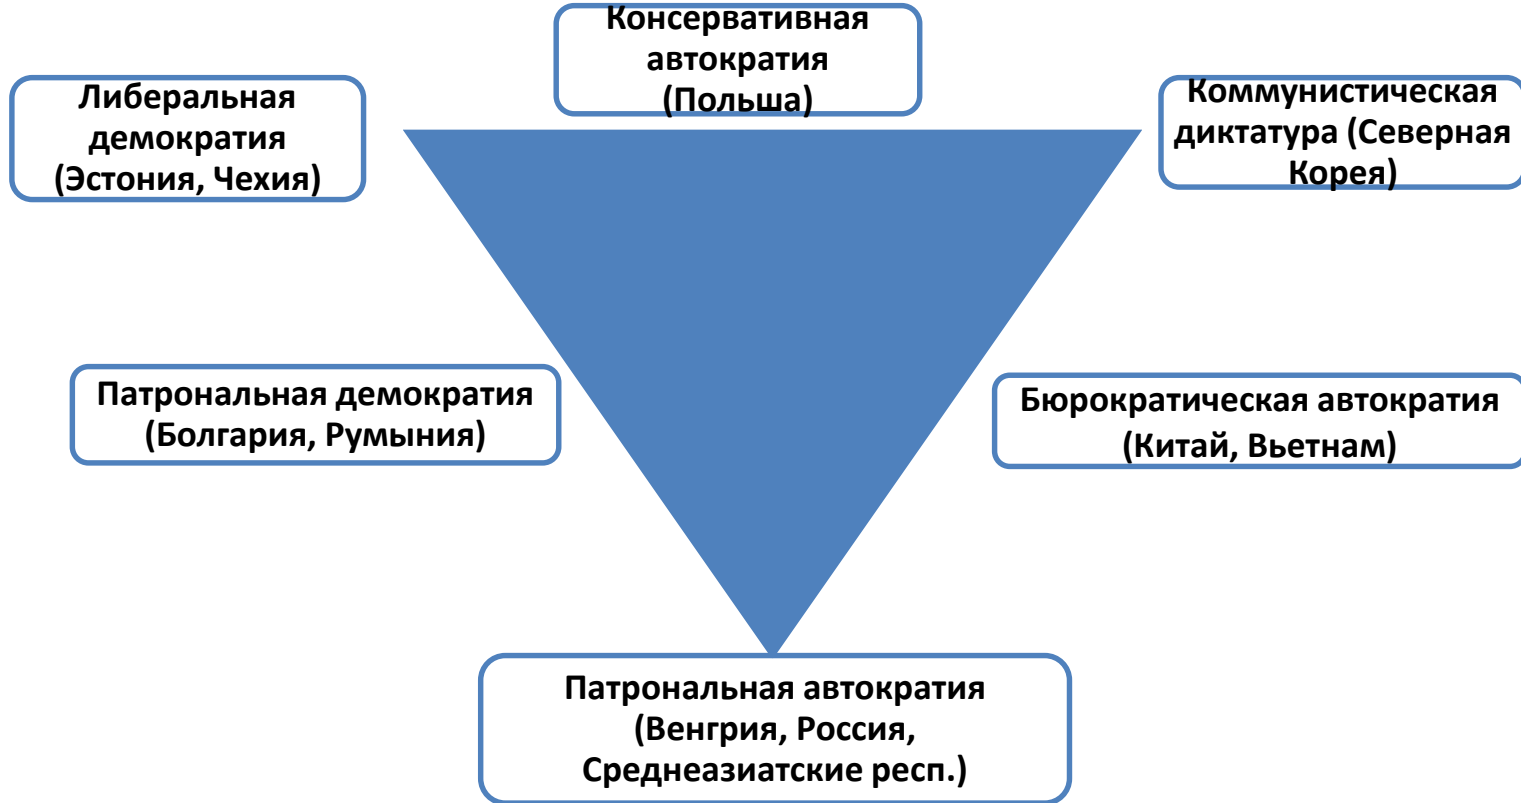 Консервативная
автократия
(Польша)
Либеральная
демократия
(Эстония, Чехия)
Коммунистическая
диктатура (Северная
Корея)
Патрональная демократия
(Болгария, Румыния)
Бюрократическая автократия
(Китай, Вьетнам)
Патрональная автократия
(Венгрия, Россия,
Среднеазиатские респ.)